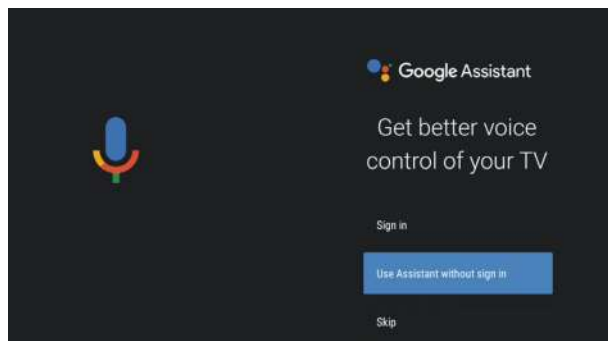 Google Assistant
Get better voice
control of your TV
Sign in
Use Assistant without sign in
Skip